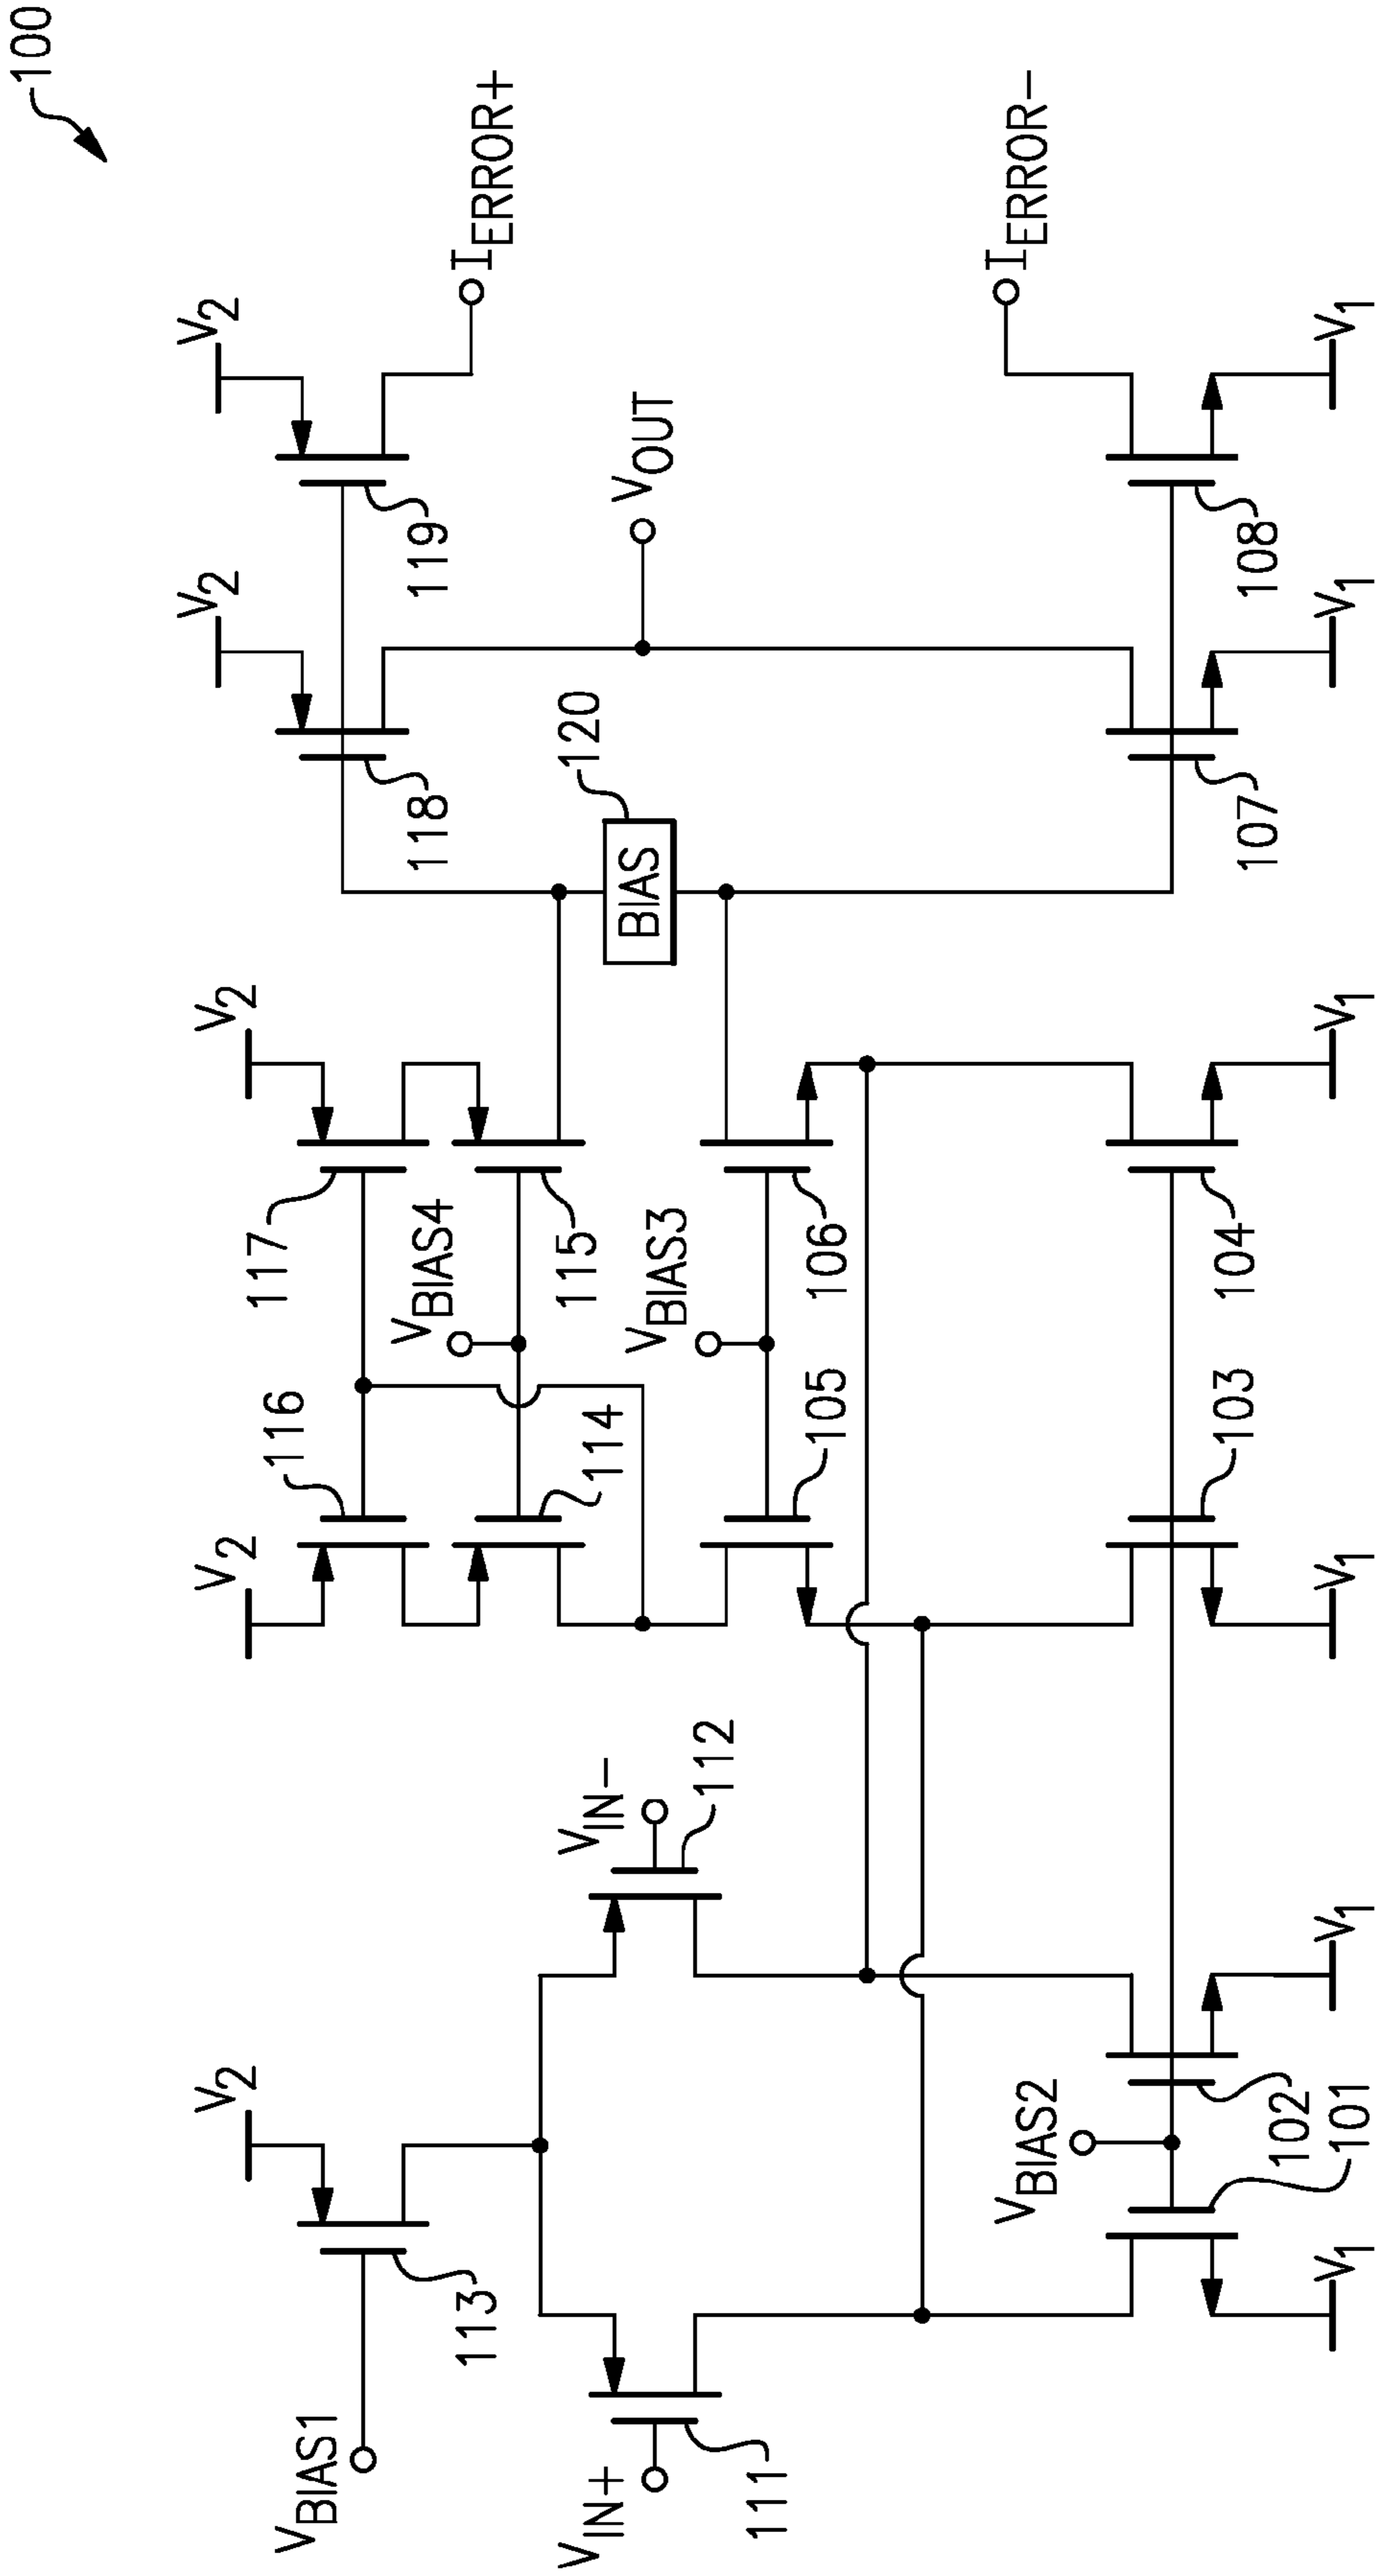 100
V2
V2
V2
V2
V2
VBIAS1
113
116
117
118
119
IERROR+
VBIAS4
114
115
120
BIAS
VOUT
VIN+
111
VIN-
112
VBIAS3
105
106
IERROR-
VBIAS2
102
101
103
104
107
108
V1
V1
V1
V1
V1
V1